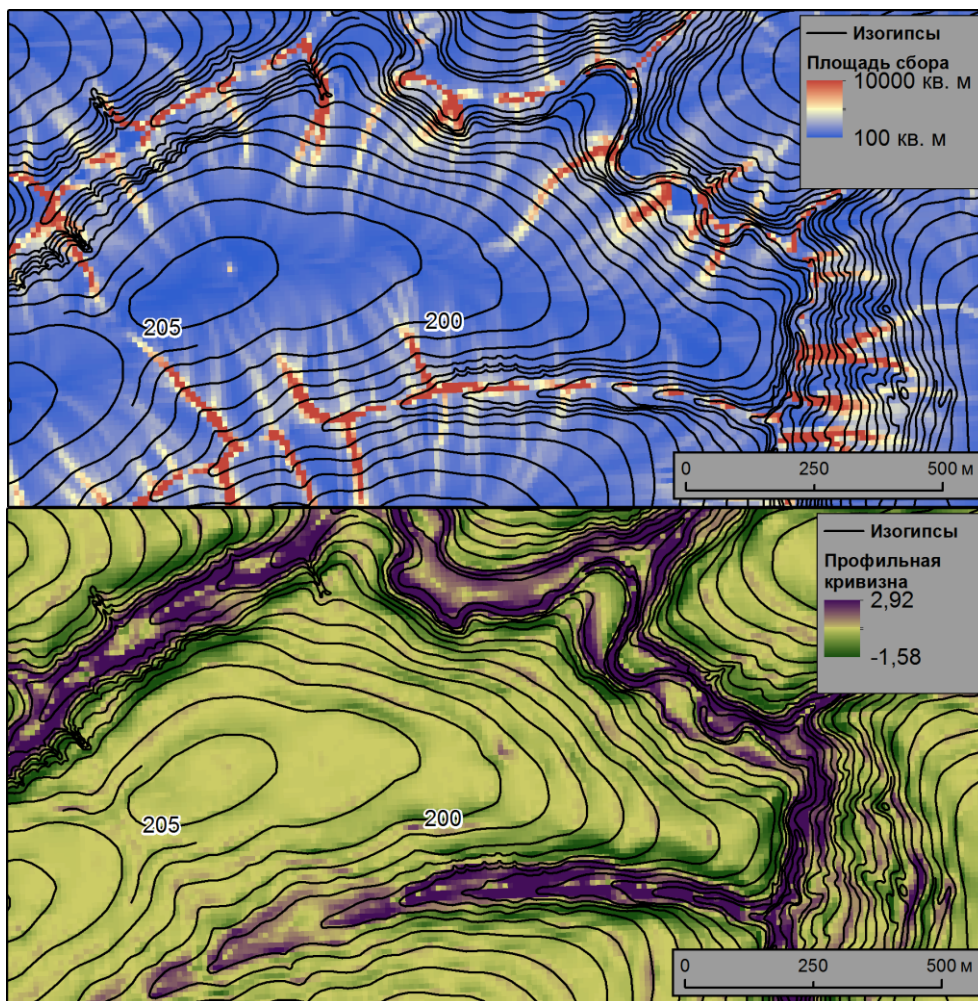 Изогипсы
Площадь сбора
10000 кв. м
100 кв. м
205
200
0 250 500 м
Изогипсы
Профильная
кривизна
2,92
-1,58
205
200
0 250 500 м